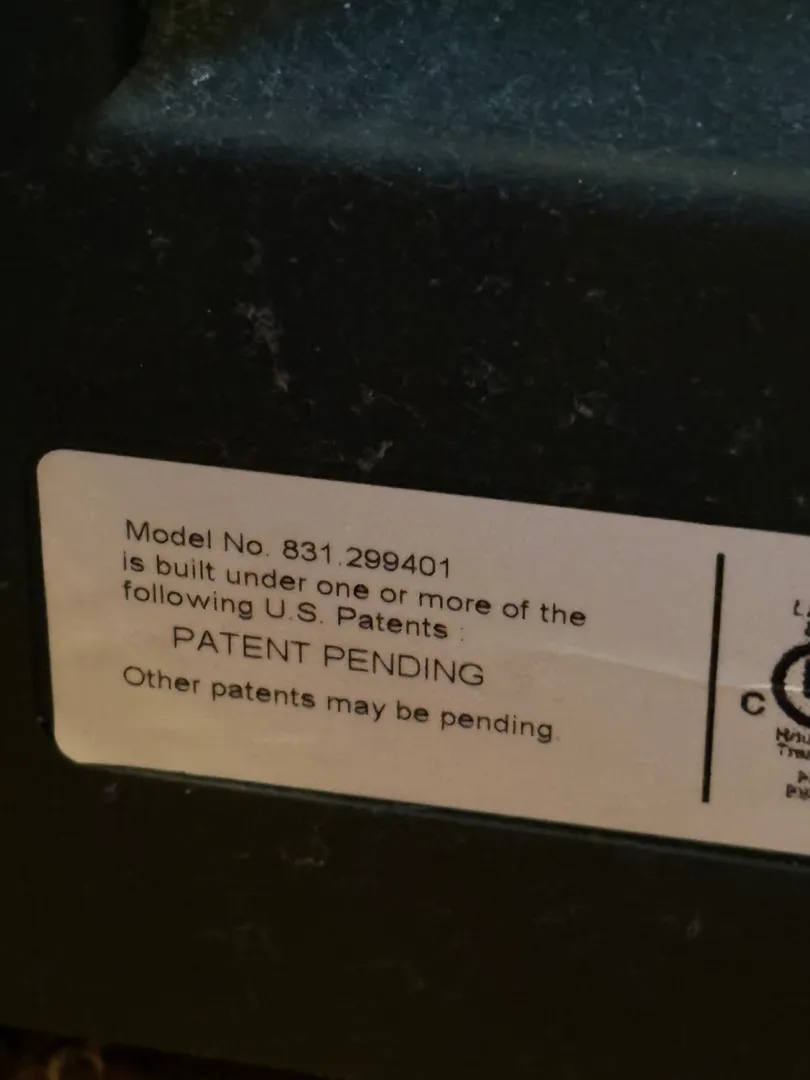 Model No. 831.299401
is built under one or more of the
following U.S. Patents :
PATENT PENDING
Other patents may be pending.
C